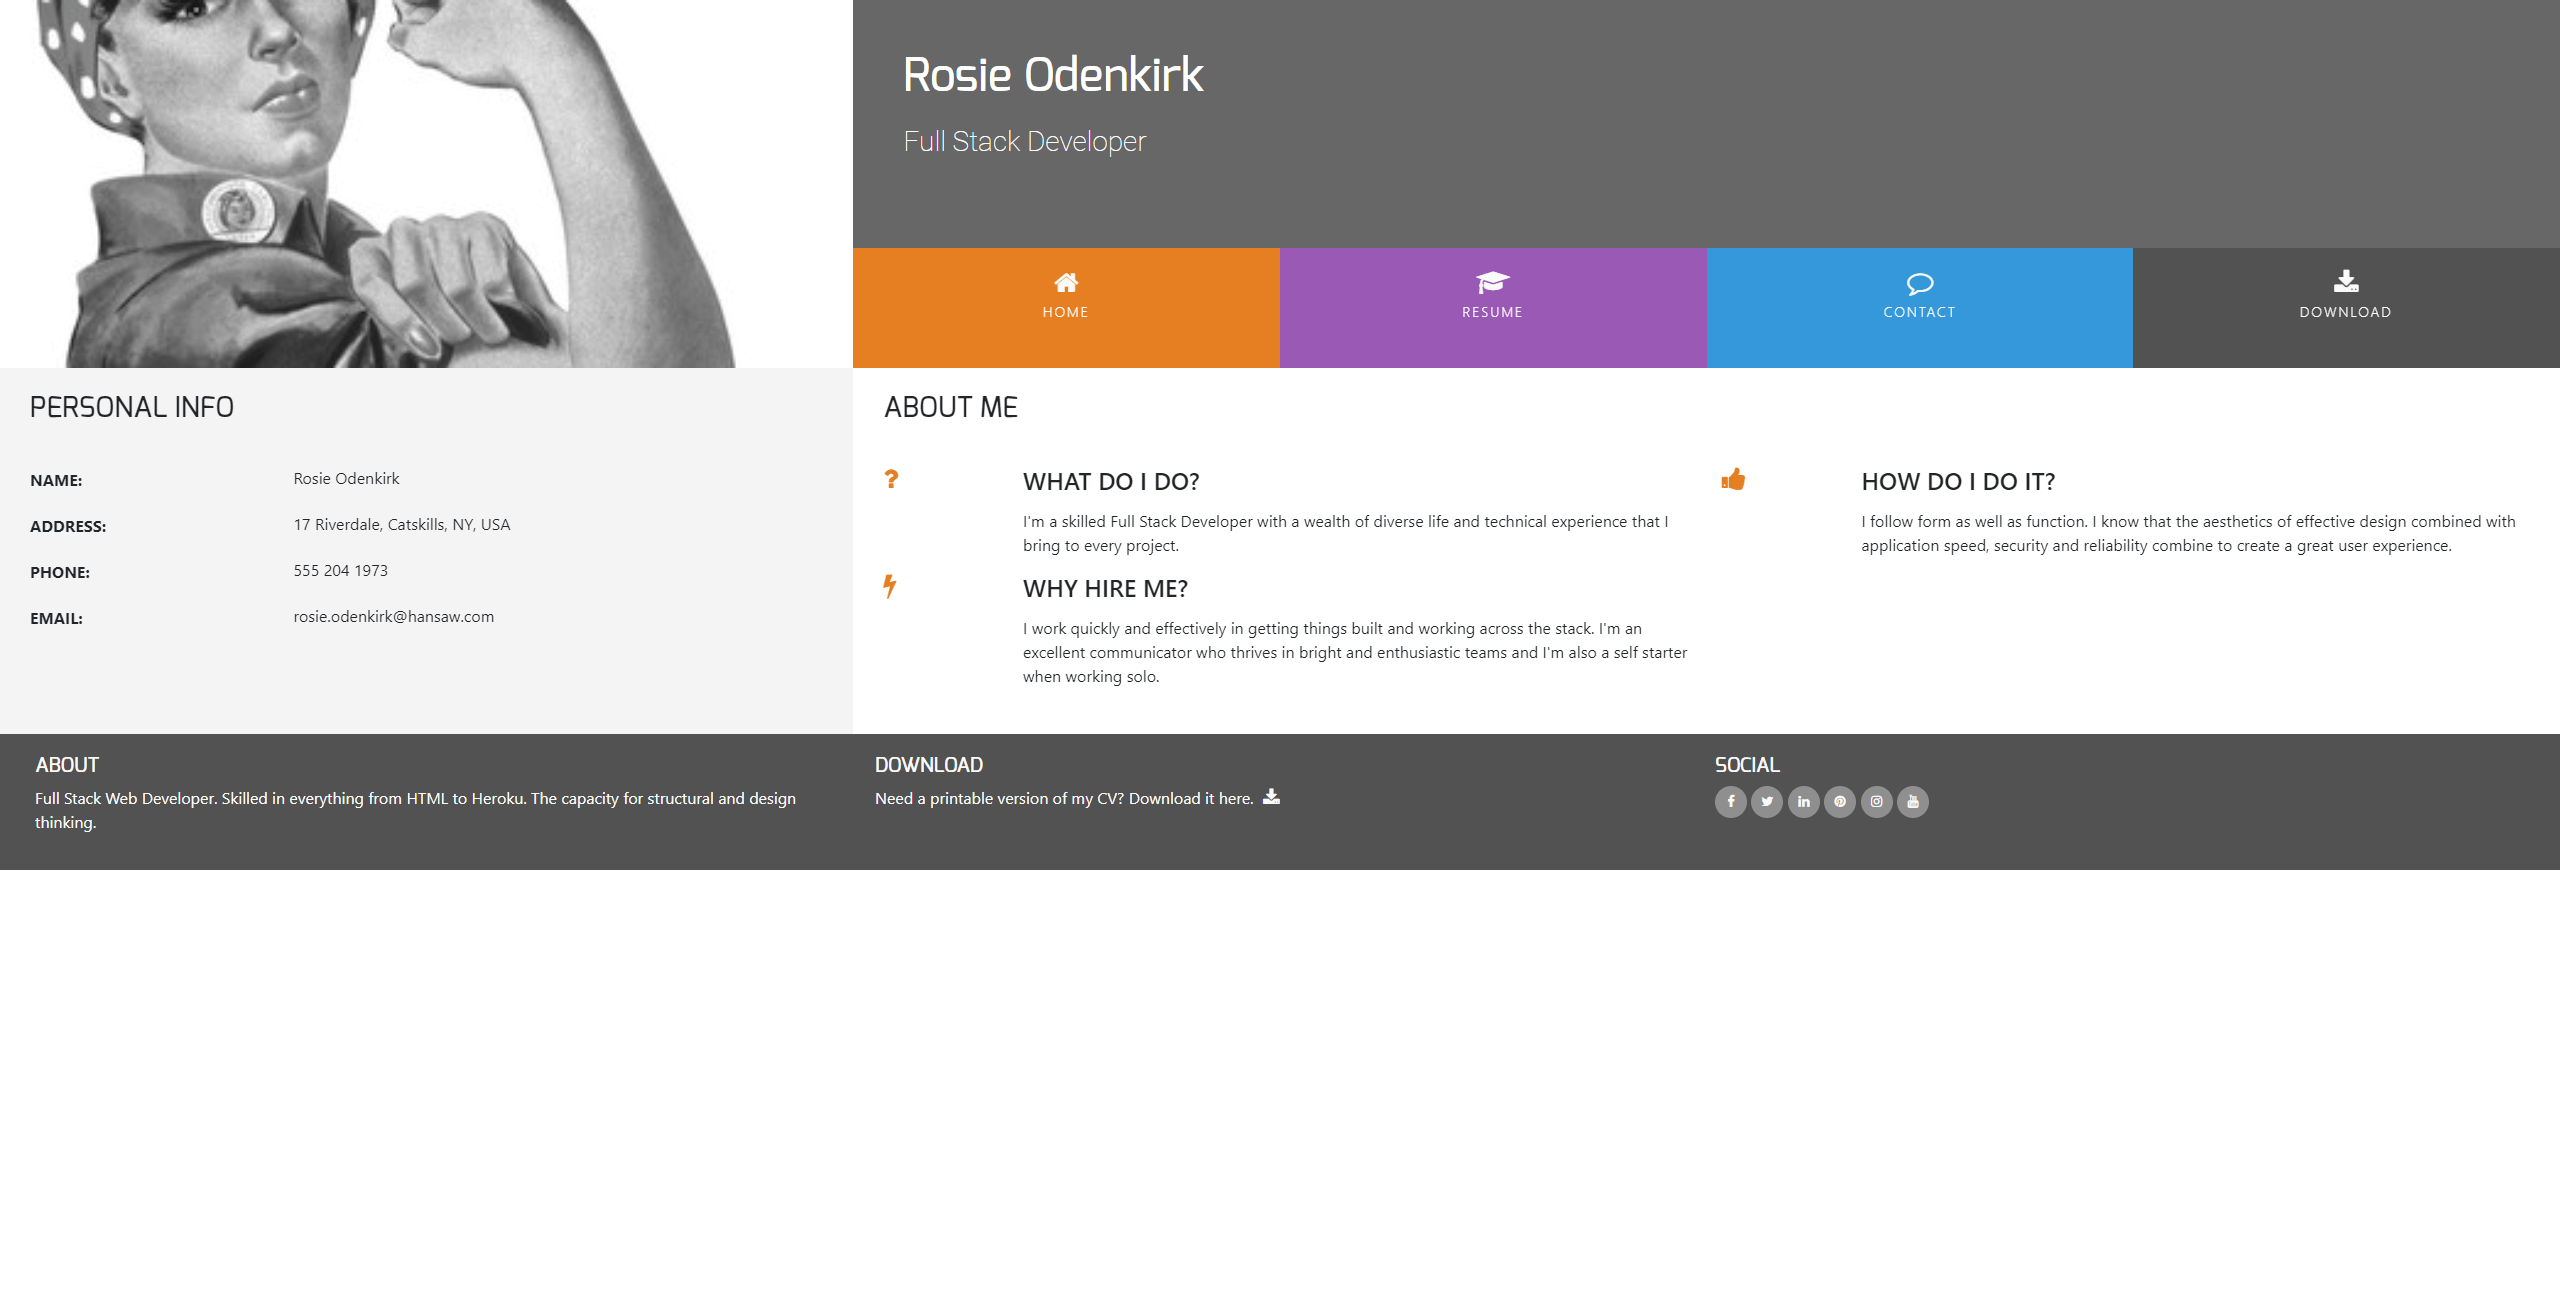 Rosie Odenkirk
Full Stack Developer
HOME
RESUME
CONTACT
DOWNLOAD
PERSONAL INFO
NAME: Rosie Odenkirk
ADDRESS: 17 Riverdale, Catskills, NY, USA
PHONE: 555 204 1973
EMAIL: rosie.odenkirk@hansaw.com
ABOUT ME
WHAT DO I DO?
I'm a skilled Full Stack Developer with a wealth of diverse life and technical experience that I
bring to every project.
HOW DO I DO IT?
I follow form as well as function. I know that the aesthetics of effective design combined with
application speed, security and reliability combine to create a great user experience.
WHY HIRE ME?
I work quickly and effectively in getting things built and working across the stack. I'm an
excellent communicator who thrives in bright and enthusiastic teams and I'm also a self starter
when working solo.
ABOUT
Full Stack Web Developer. Skilled in everything from HTML to Heroku. The capacity for structural and design
thinking.
DOWNLOAD
Need a printable version of my CV? Download it here.
SOCIAL